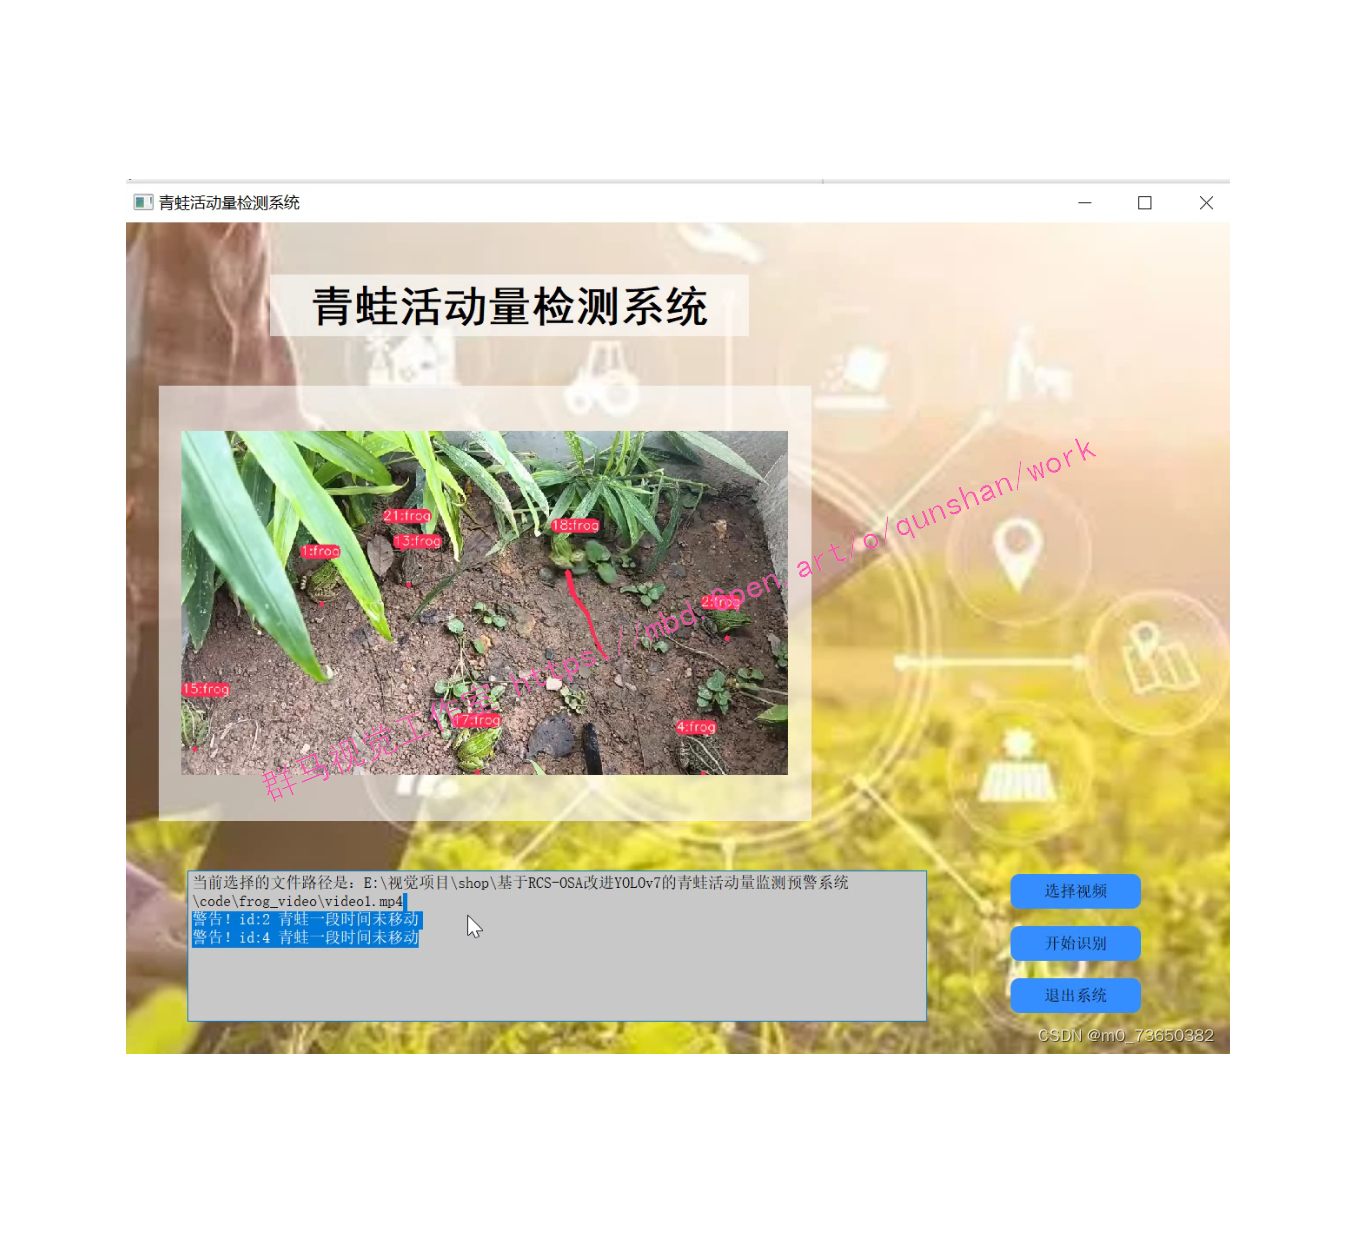 青蛙活动量检测系统
青蛙活动量检测系统
21:frog
18:frog
13:frog
1:frog
2:frog
15:frog
17:frog
4:frog
群马视觉工作室 https://mbd.6pen.art/o/qunshan/work
当前选择的文件路径是: E:\视觉项目\shop\基于RCS-OSA改进YOLOv7的青蛙活动量监测预警系统
\code\frog_video\video1.mp4
警告! id:2 青蛙一段时间未移动
警告! id:4 青蛙一段时间未移动
选择视频
开始识别
退出系统
CSDN @m0_73650382